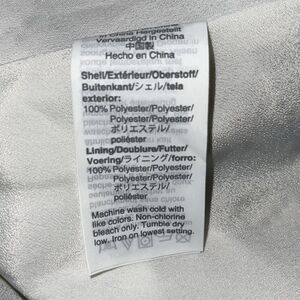 in China Hergestellt
Vervaardigd in China
中国製
Hecho en China
Shell/Extérieur/Oberstoff/
Buitenkant/シェル/tela
exterior:
100% Polyester/Polyester/
Polyester/Polyester/
ポリエステル/
poliéster
Lining/Doublure/Futter/
Voering/ライニング/forro:
100% Polyester/Polyester/
Polyester/Polyester/
ポリエステル/
poliéster
Machine wash cold with
like colors. Non-chlorine
bleach only. Tumble dry
low. Iron on lowest setting.